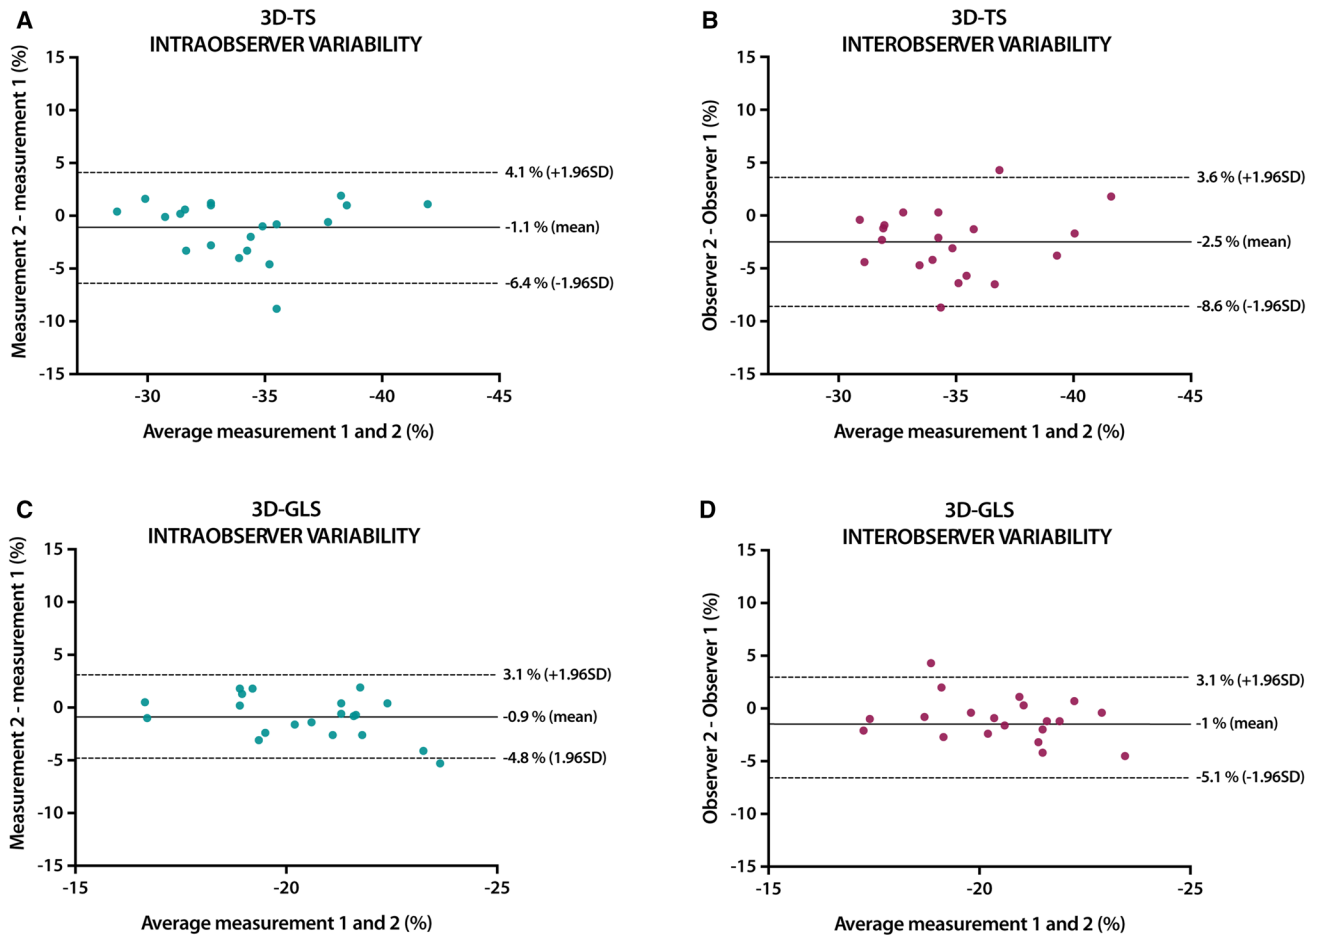 A
3D-TS
INTRAOBSERVER VARIABILITY
Measurement 2 - measurement 1 (%)
15
10
5
0
-5
-10
-15
4.1 % (+1.96SD)
-1.1 % (mean)
-6.4 % (-1.96SD)
-30
-35
-40
-45
Average measurement 1 and 2 (%)
B
3D-TS
INTEROBSERVER VARIABILITY
Observer 2 - Observer 1 (%)
15
10
5
0
-5
-10
-15
3.6 % (+1.96SD)
-2.5 % (mean)
-8.6 % (-1.96SD)
-30
-35
-40
-45
Average measurement 1 and 2 (%)
C
3D-GLS
INTRAOBSERVER VARIABILITY
Measurement 2 - measurement 1 (%)
15
10
5
0
-5
-10
-15
3.1 % (+1.96SD)
-0.9 % (mean)
-4.8 % (1.96SD)
-15
-20
-25
Average measurement 1 and 2 (%)
D
3D-GLS
INTEROBSERVER VARIABILITY
Observer 2 - Observer 1 (%)
15
10
5
0
-5
-10
-15
3.1 % (+1.96SD)
-1 % (mean)
-5.1 % (-1.96SD)
-15
-20
-25
Average measurement 1 and 2 (%)